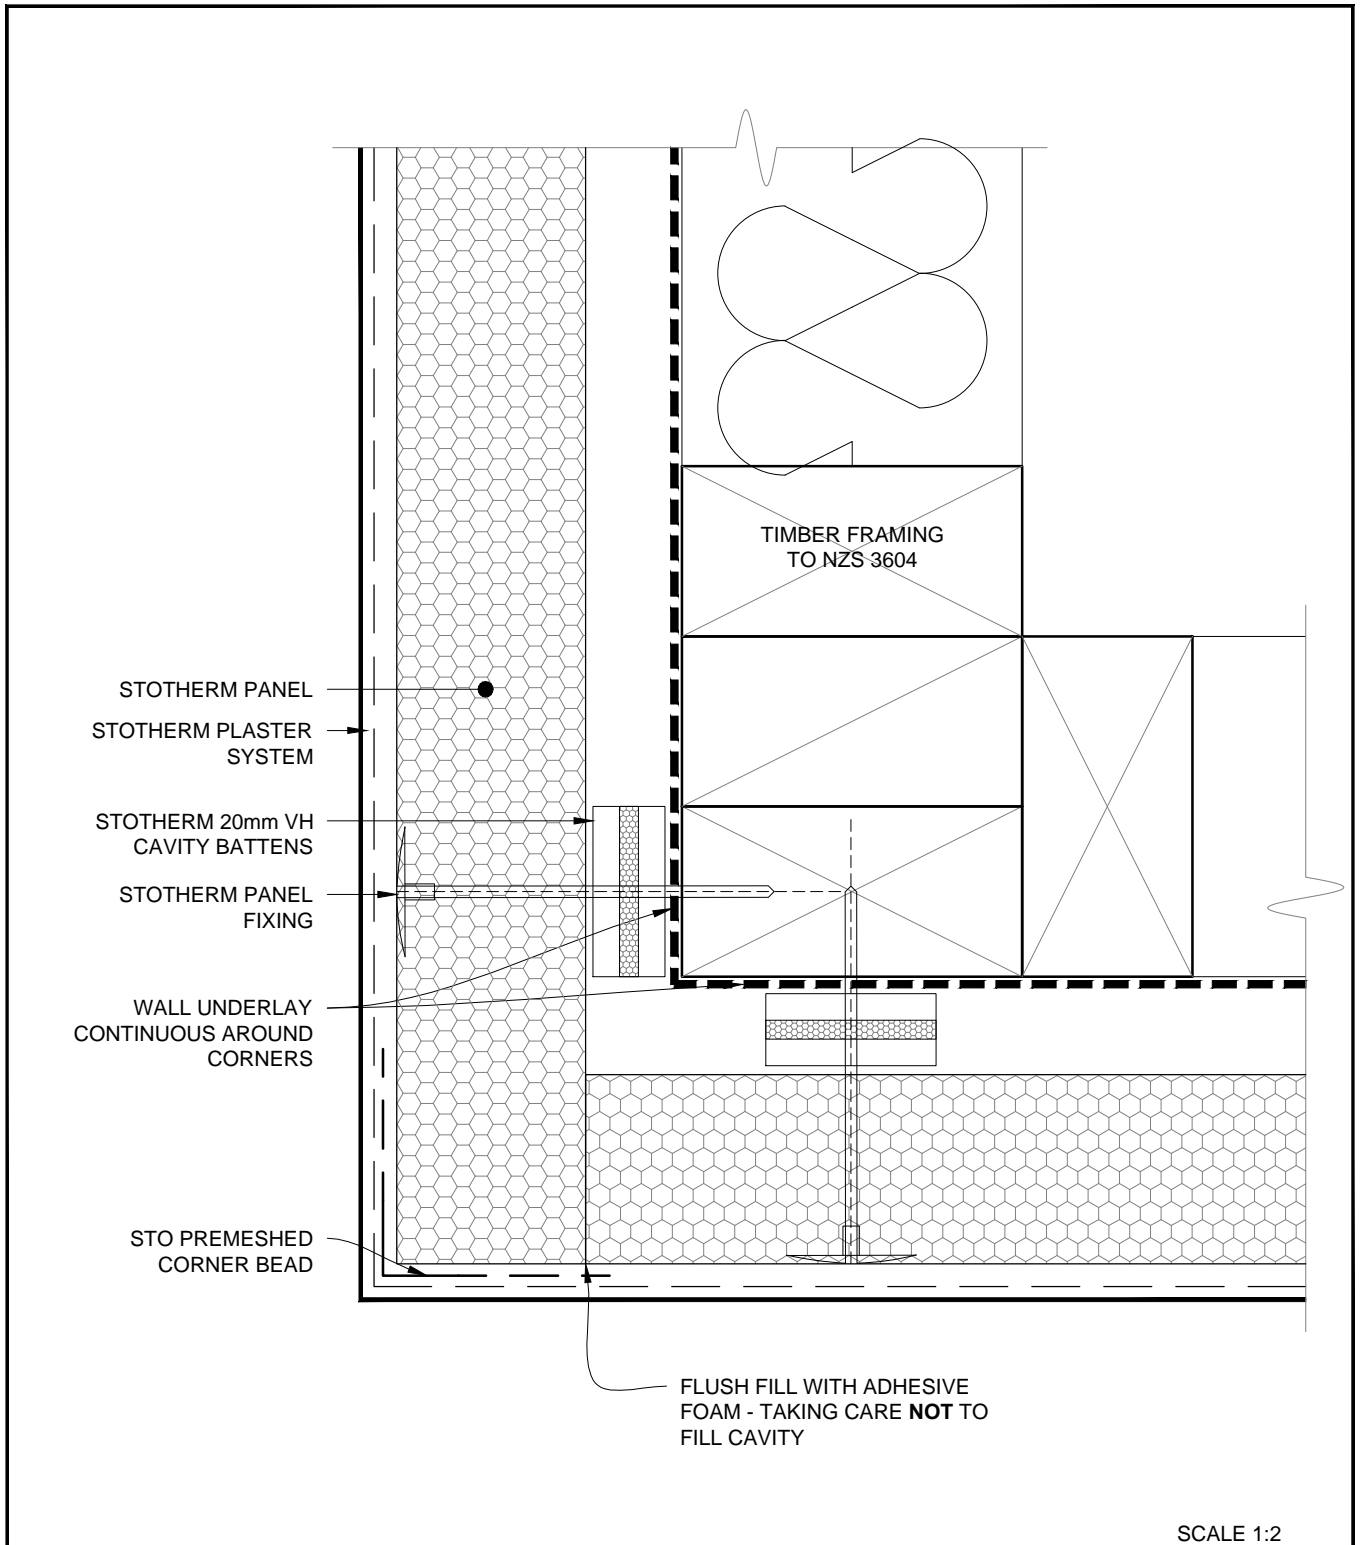 TIMBER FRAMING
TO NZS 3604
STOTHERM PANEL
STOTHERM PLASTER
SYSTEM
STOTHERM 20mm VH
CAVITY BATTENS
STOTHERM PANEL
FIXING
WALL UNDERLAY
CONTINUOUS AROUND
CORNERS
STO PREMESHED
CORNER BEAD
FLUSH FILL WITH ADHESIVE
FOAM - TAKING CARE NOT TO
FILL CAVITY
SCALE 1:2